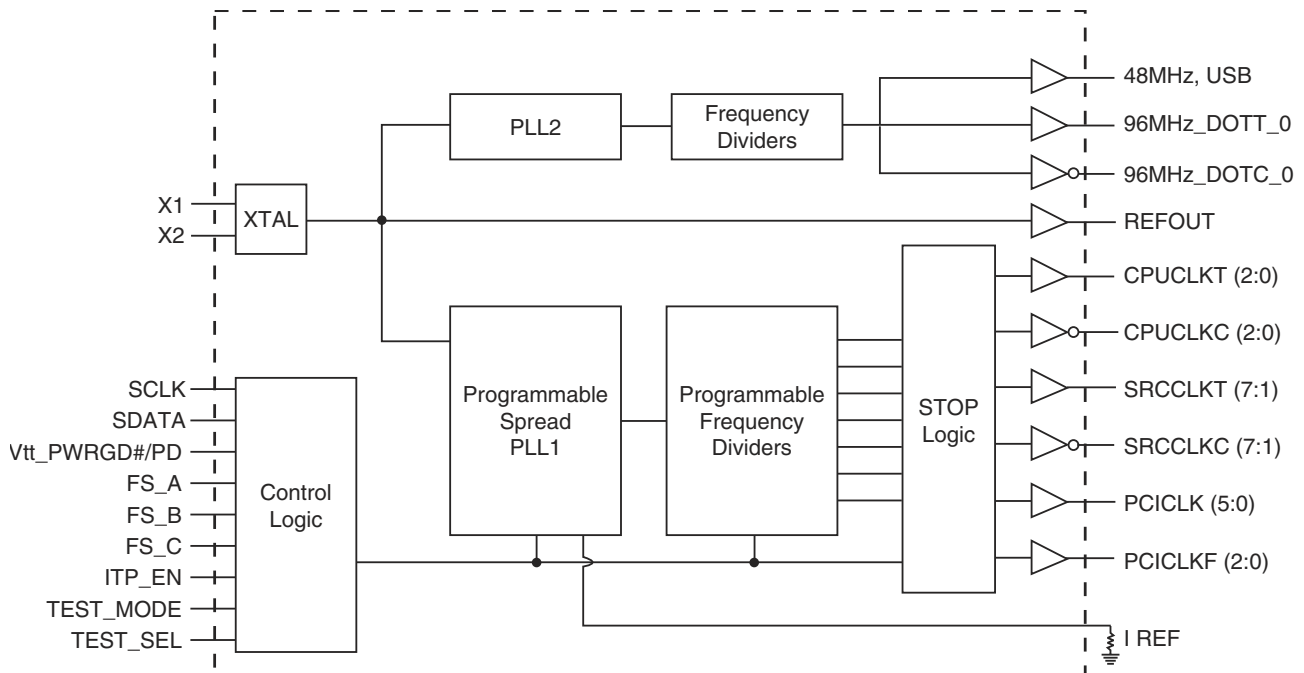 48MHz, USB
PLL2
Frequency
Dividers
96MHz_DOTT_0
96MHz_DOTC_0
X1
X2
XTAL
REFOUT
CPUCLKT (2:0)
CPUCLKC (2:0)
SCLK
SDATA
Vtt_PWRGD#/PD
FS_A
FS_B
FS_C
ITP_EN
TEST_MODE
TEST_SEL
Control
Logic
Programmable
Spread
PLL1
Programmable
Frequency
Dividers
STOP
Logic
SRCCLKT (7:1)
SRCCLKC (7:1)
PCICLK (5:0)
PCICLKF (2:0)
I REF